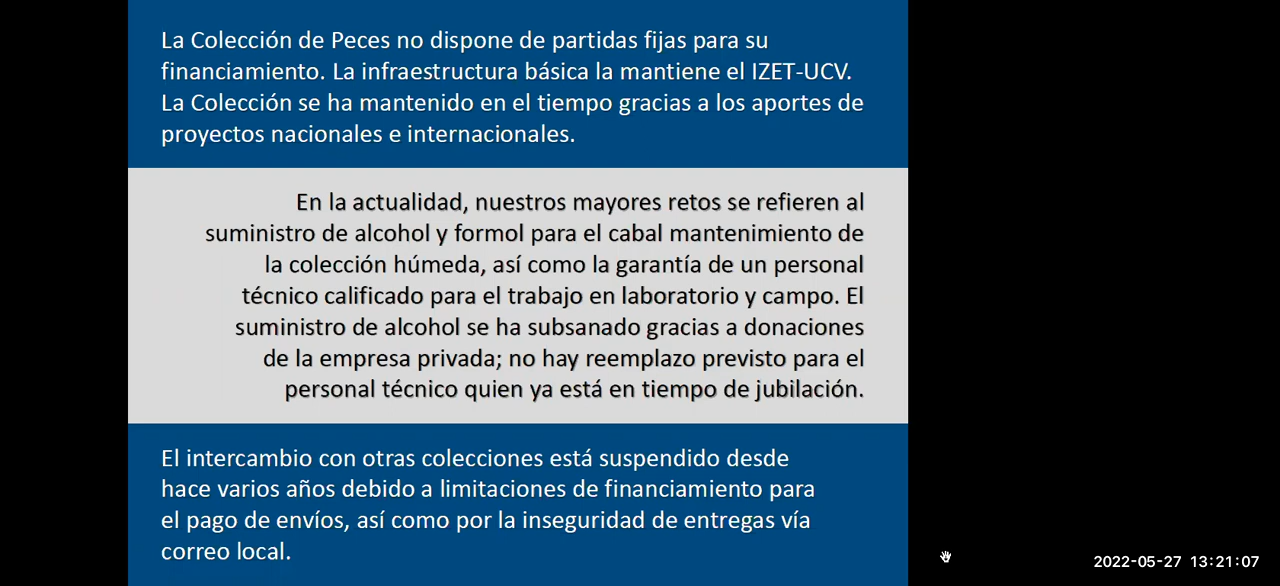 La Colección de Peces no dispone de partidas fijas para su
financiamiento. La infraestructura básica la mantiene el IZET-UCV.
La Colección se ha mantenido en el tiempo gracias a los aportes de
proyectos nacionales e internacionales.
En la actualidad, nuestros mayores retos se refieren al
suministro de alcohol y formol para el cabal mantenimiento de
la colección húmeda, así como la garantía de un personal
técnico calificado para el trabajo en laboratorio y campo. El
suministro de alcohol se ha subsanado gracias a donaciones
de la empresa privada; no hay reemplazo previsto para el
personal técnico quien ya está en tiempo de jubilación.
El intercambio con otras colecciones está suspendido desde
hace varios años debido a limitaciones de financiamiento para
el pago de envíos, así como por la inseguridad de entregas vía
correo local.
2022-05-27 13:21:07